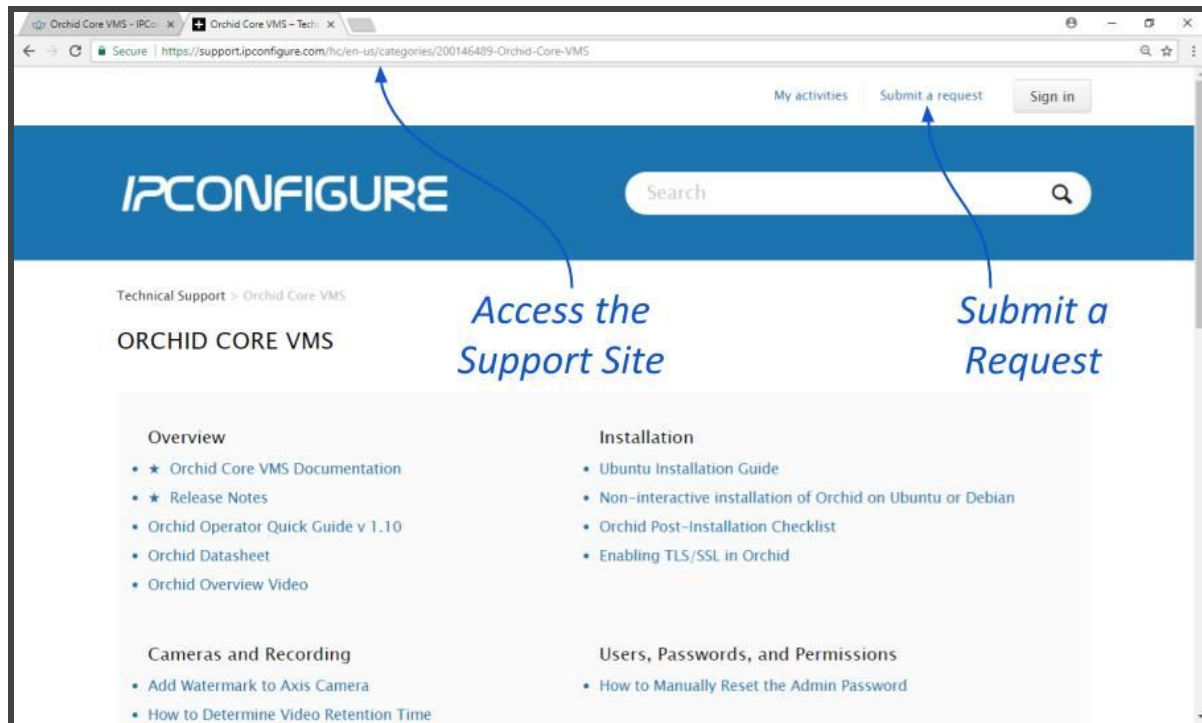 Orchid Core VMS - IPCo
Orchid Core VMS – Tech
Secure | https://support.ipconfigure.com/hc/en-us/categories/200146489-Orchid-Core-VMS
My activities Submit a request Sign in
IPCONFIGURE Search
Technical Support > Orchid Core VMS
ORCHID CORE VMS
Access the
Support Site
Submit a
Request
Overview
• ★ Orchid Core VMS Documentation
• ★ Release Notes
• Orchid Operator Quick Guide v 1.10
• Orchid Datasheet
• Orchid Overview Video
Installation
• Ubuntu Installation Guide
• Non-interactive installation of Orchid on Ubuntu or Debian
• Orchid Post-Installation Checklist
• Enabling TLS/SSL in Orchid
Cameras and Recording
• Add Watermark to Axis Camera
• How to Determine Video Retention Time
Users, Passwords, and Permissions
• How to Manually Reset the Admin Password